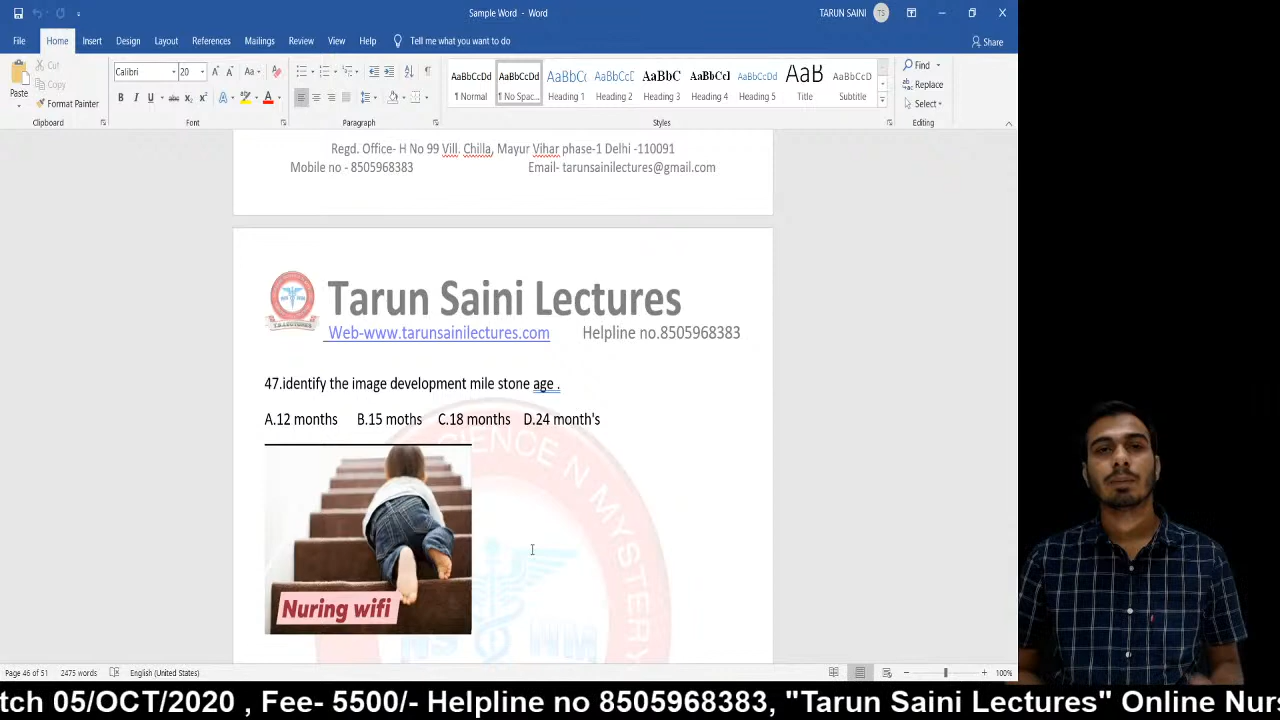 Sample Word - Word
TARUN SAINI TS
File Home Insert Design Layout References Mailings Review View Help Tell me what you want to do Share
Paste Cut Copy Format Painter
Calibri 20
AaBbCcDd AaBbCcDd AaBbCc AaBbCcD AaBbC AaBbCcI AaBbCcD AaB AaBbCcD
¶ Normal ¶ No Spac... Heading 1 Heading 2 Heading 3 Heading 4 Heading 5 Title Subtitle
Find Replace Select
Clipboard Font Paragraph Styles Editing
Regd. Office- H No 99 Vill. Chilla, Mayur Vihar phase-1 Delhi -110091
Mobile no - 8505968383 Email- tarunsainilectures@gmail.com
Tarun Saini Lectures
Web-www.tarunsainilectures.com Helpline no.8505968383
47.identify the image development mile stone age .
A.12 months B.15 moths C.18 months D.24 month's
Nuring wifi
Page 46 of 51 2475 words English (United States) 100%
tch 05/OCT/2020 , Fee- 5500/- Helpline no 8505968383, "Tarun Saini Lectures" Online Nurs